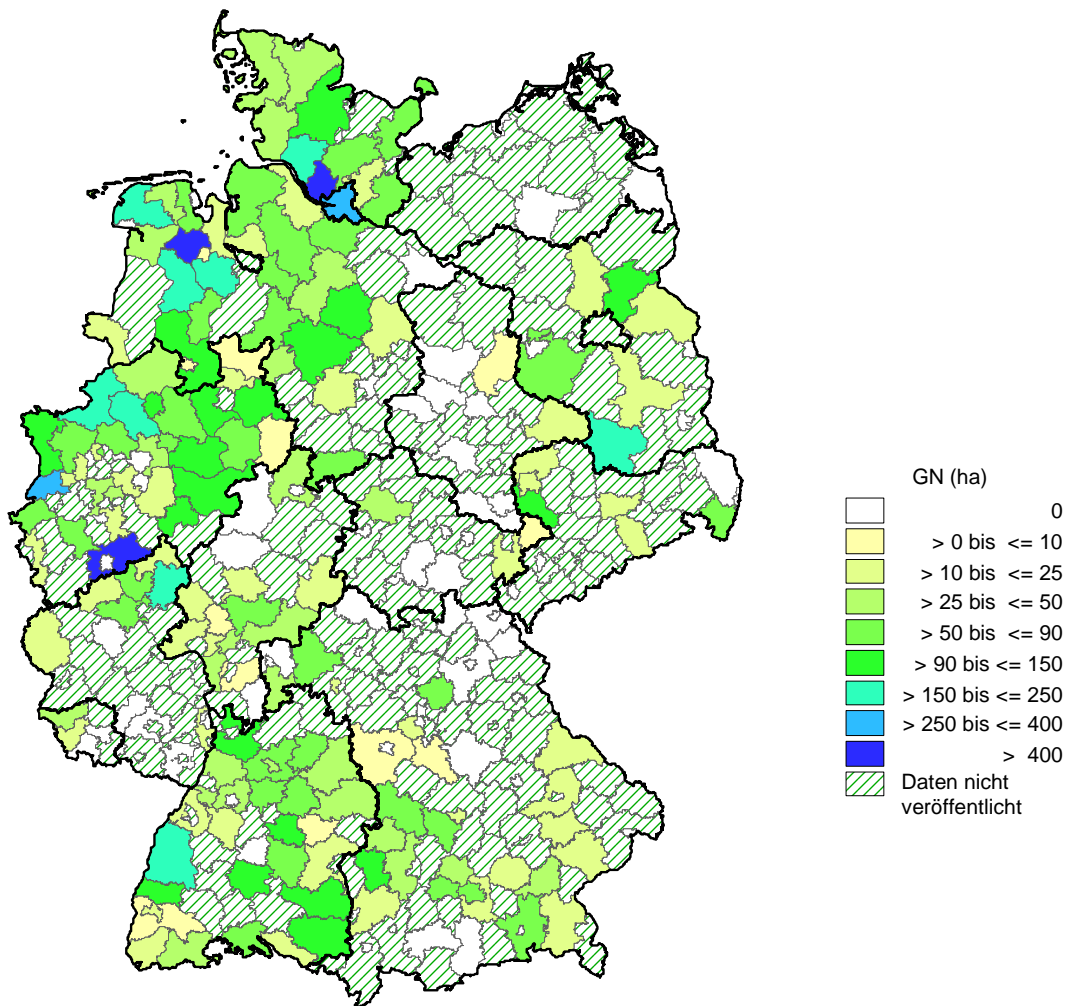 GN (ha)
0
> 0 bis <= 10
> 10 bis <= 25
> 25 bis <= 50
> 50 bis <= 90
> 90 bis <= 150
> 150 bis <= 250
> 250 bis <= 400
> 400
Daten nicht
veröffentlicht